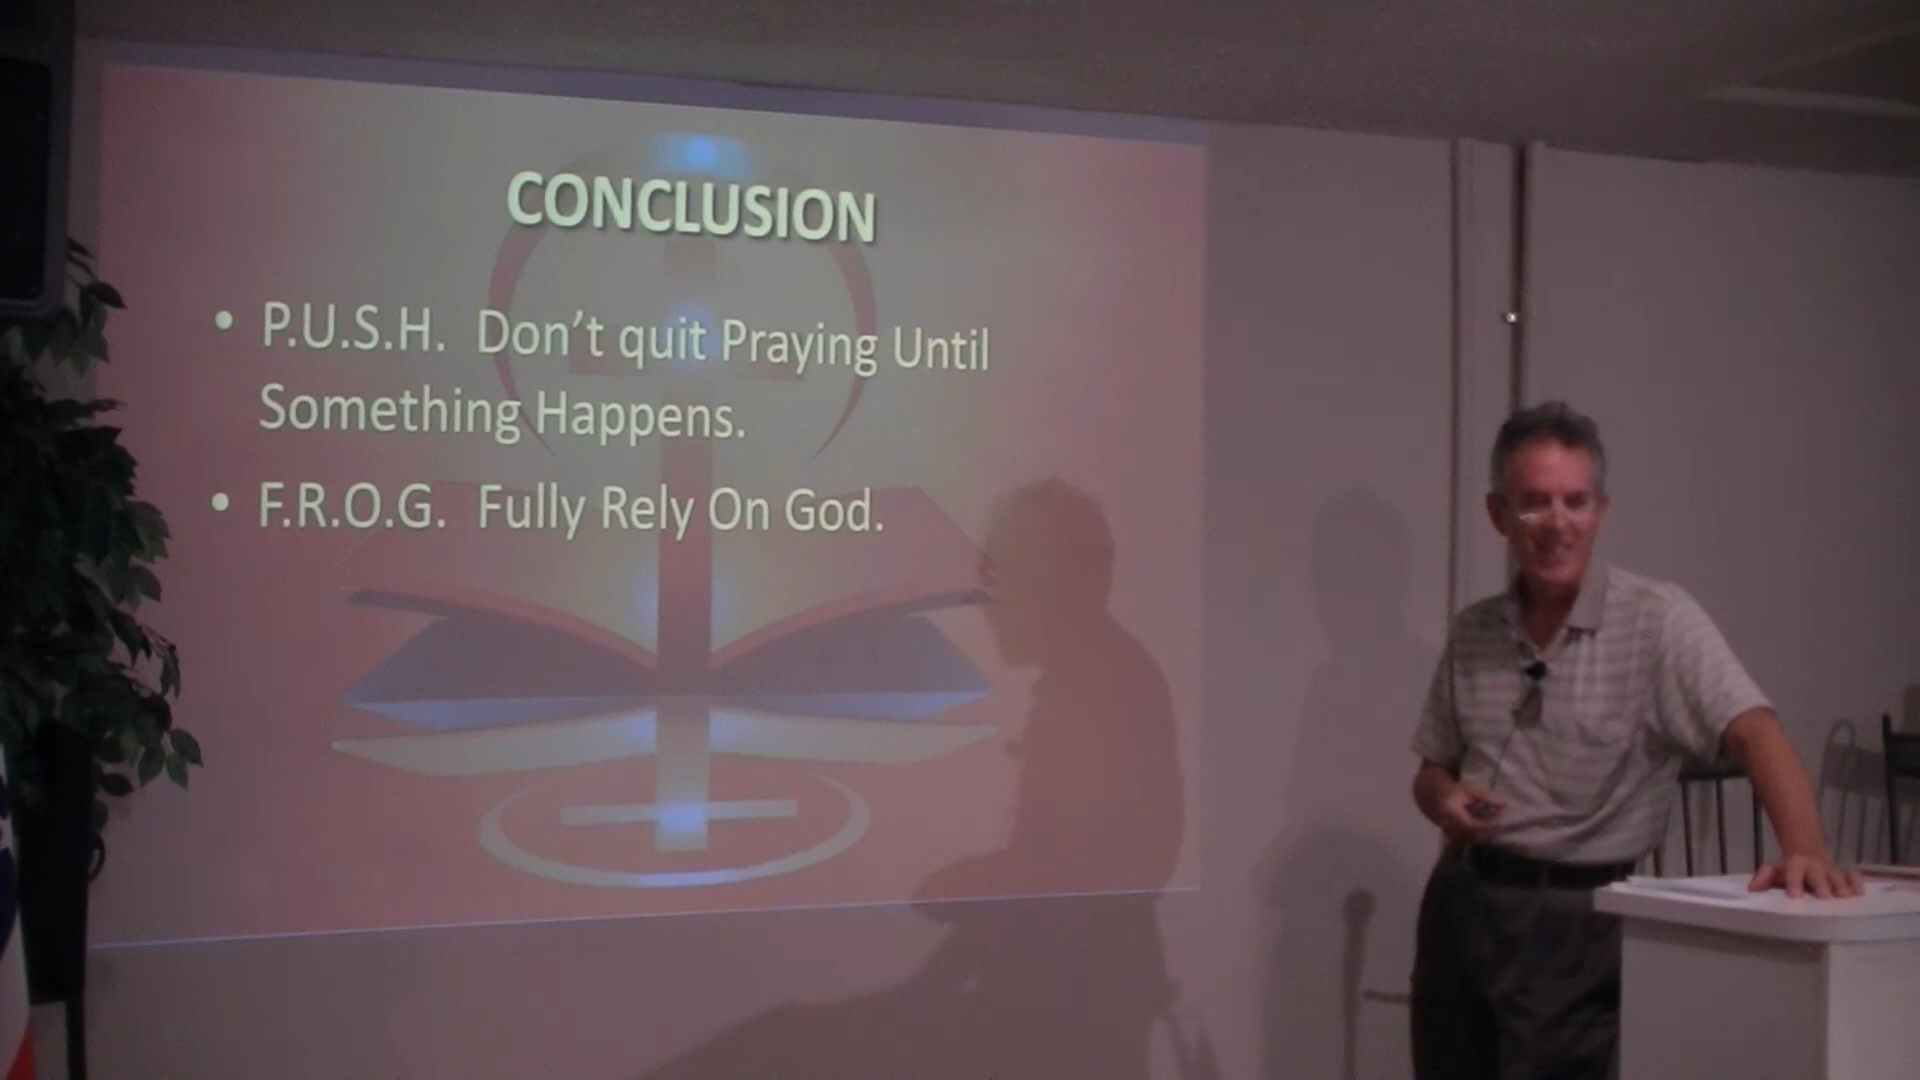 CONCLUSION
• P.U.S.H. Don't quit Praying Until
Something Happens.
• F.R.O.G. Fully Rely On God.